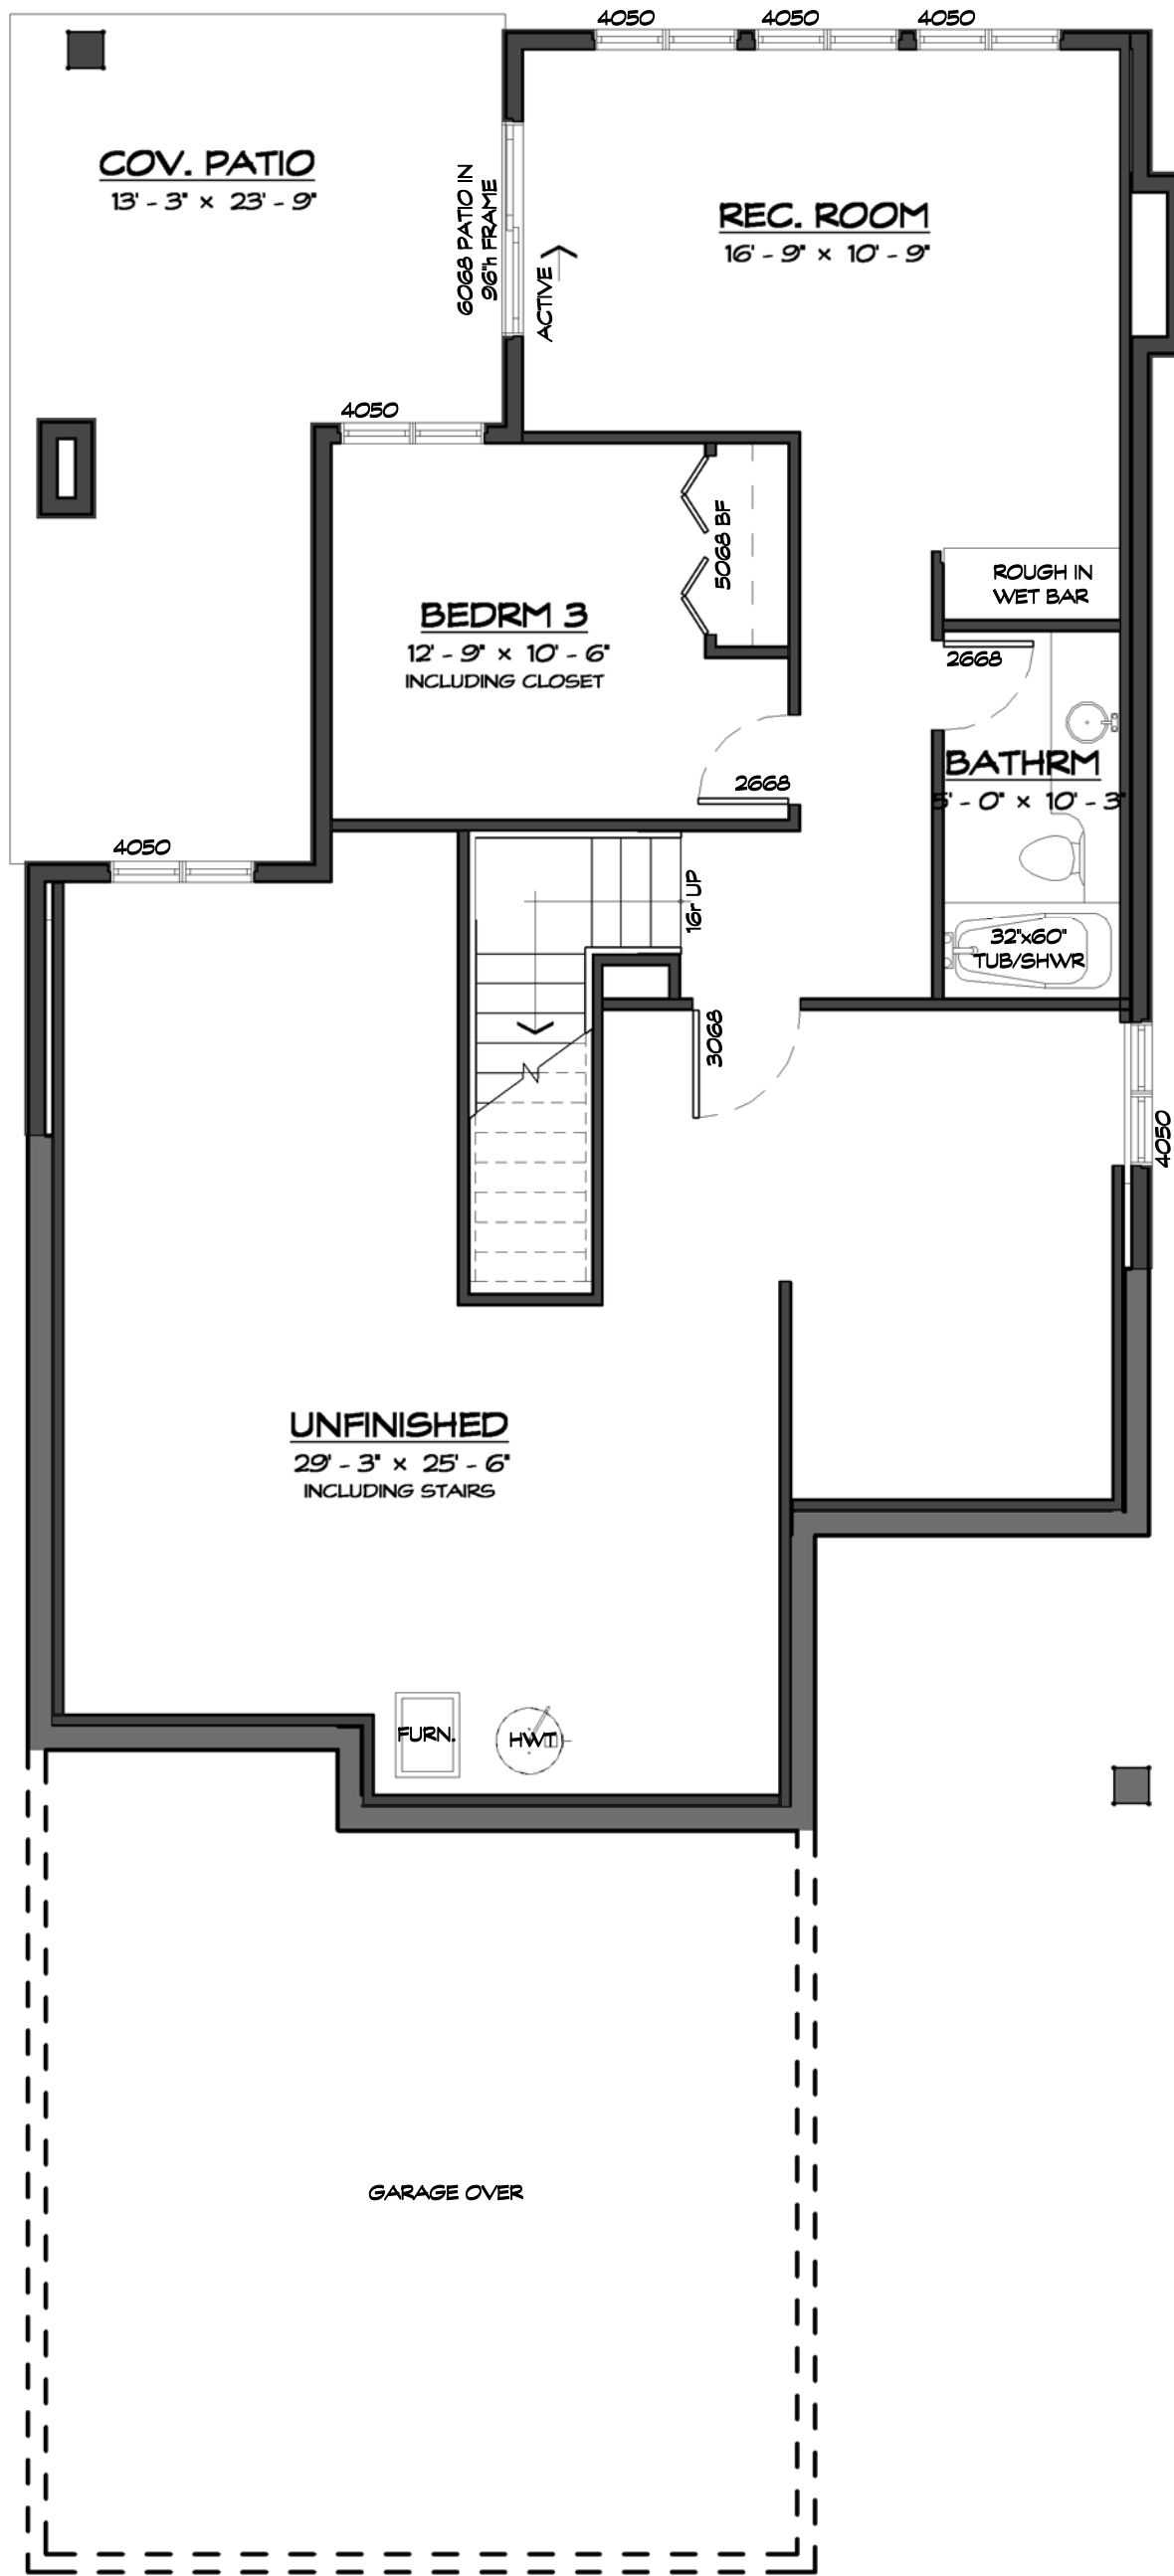 4050
4050
4050
COV. PATIO
13' - 3" x 23' - 9"
6068 PATIO IN
96"h FRAME
ACTIVE
REC. ROOM
16' - 9" x 10' - 9"
4050
5068 BF
ROUGH IN
WET BAR
BEDRM 3
12' - 9" x 10' - 6"
INCLUDING CLOSET
2668
2668
BATHRM
5' - 0" x 10' - 3"
4050
16r UP
32"x60"
TUB/SHWR
3068
4050
UNFINISHED
29' - 3" x 25' - 6"
INCLUDING STAIRS
FURN.
HWT
GARAGE OVER